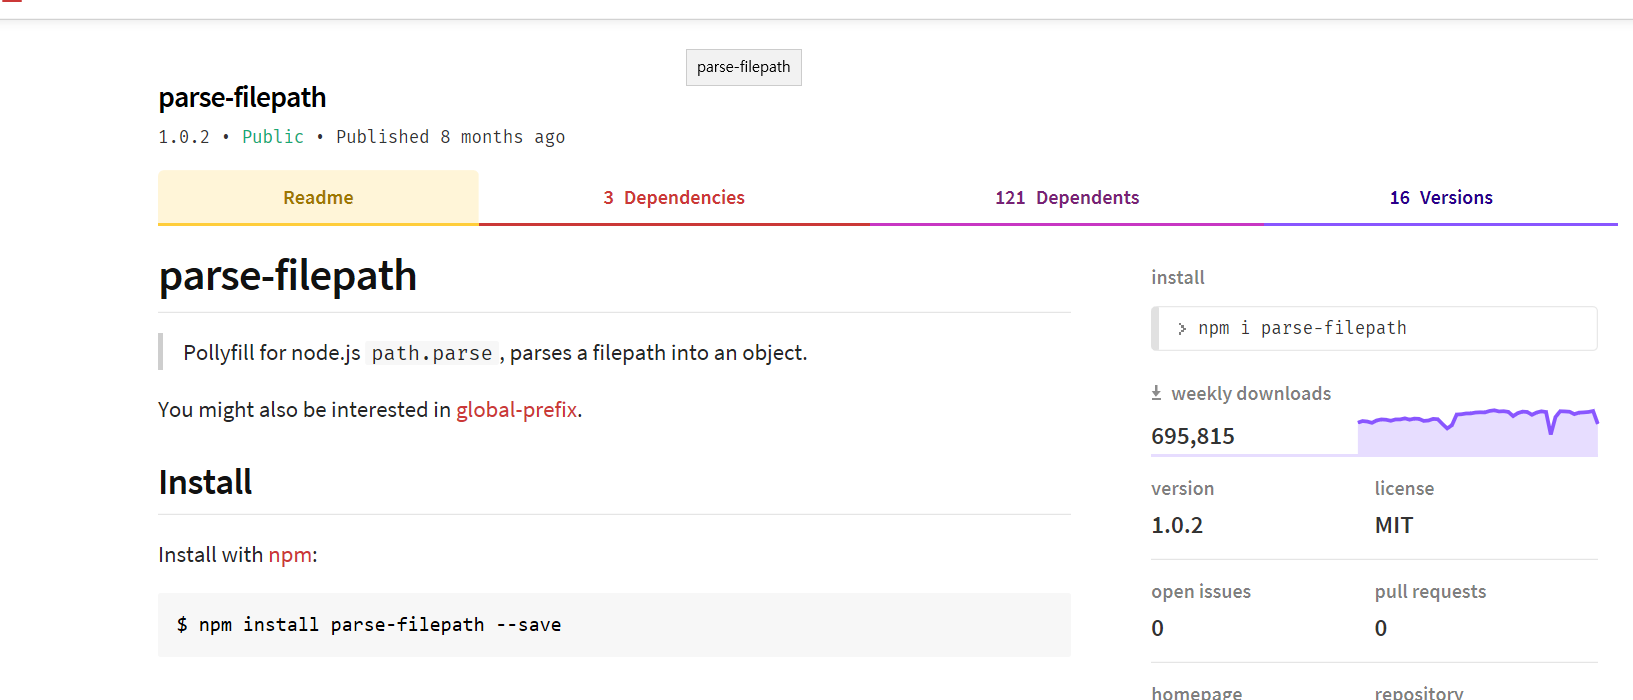 parse-filepath
parse-filepath
1.0.2 • Public • Published 8 months ago
Readme
3 Dependencies
121 Dependents
16 Versions
parse-filepath
Pollyfill for node.js path.parse , parses a filepath into an object.
You might also be interested in global-prefix.
Install
Install with npm:
$ npm install parse-filepath --save
install
> npm i parse-filepath
weekly downloads
695,815
version
license
1.0.2
MIT
open issues
pull requests
0
0
homepage
repository